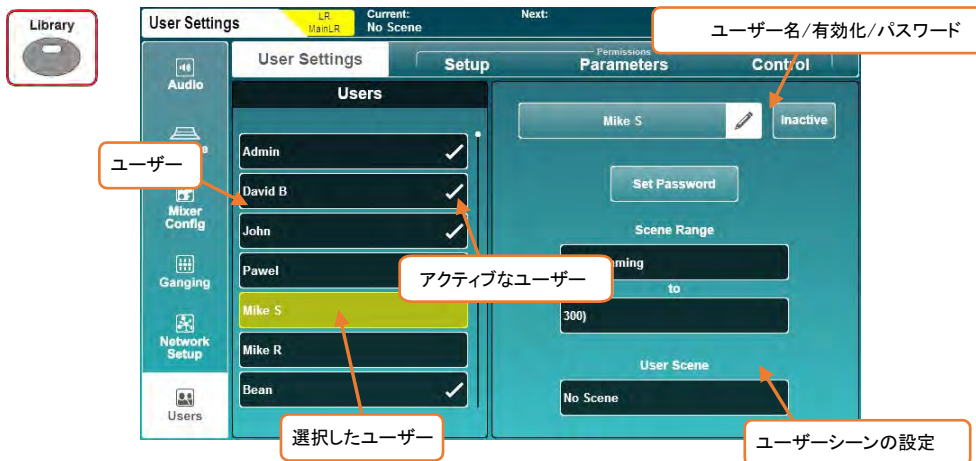 Library
User Settings
LR
MainLR
Current:
No Scene
Next:
ユーザー名/有効化/パスワード
Audio
User Settings
Setup
Permissions
Parameters
Control
Users
Mike S
Inactive
Admin
ユーザー
David B
Set Password
Mixer
Config
John
Scene Range
Pawel
アクティブなユーザー
to
Ganging
Mike S
300)
Network
Setup
Mike R
User Scene
Bean
No Scene
Users
選択したユーザー
ユーザーシーンの設定